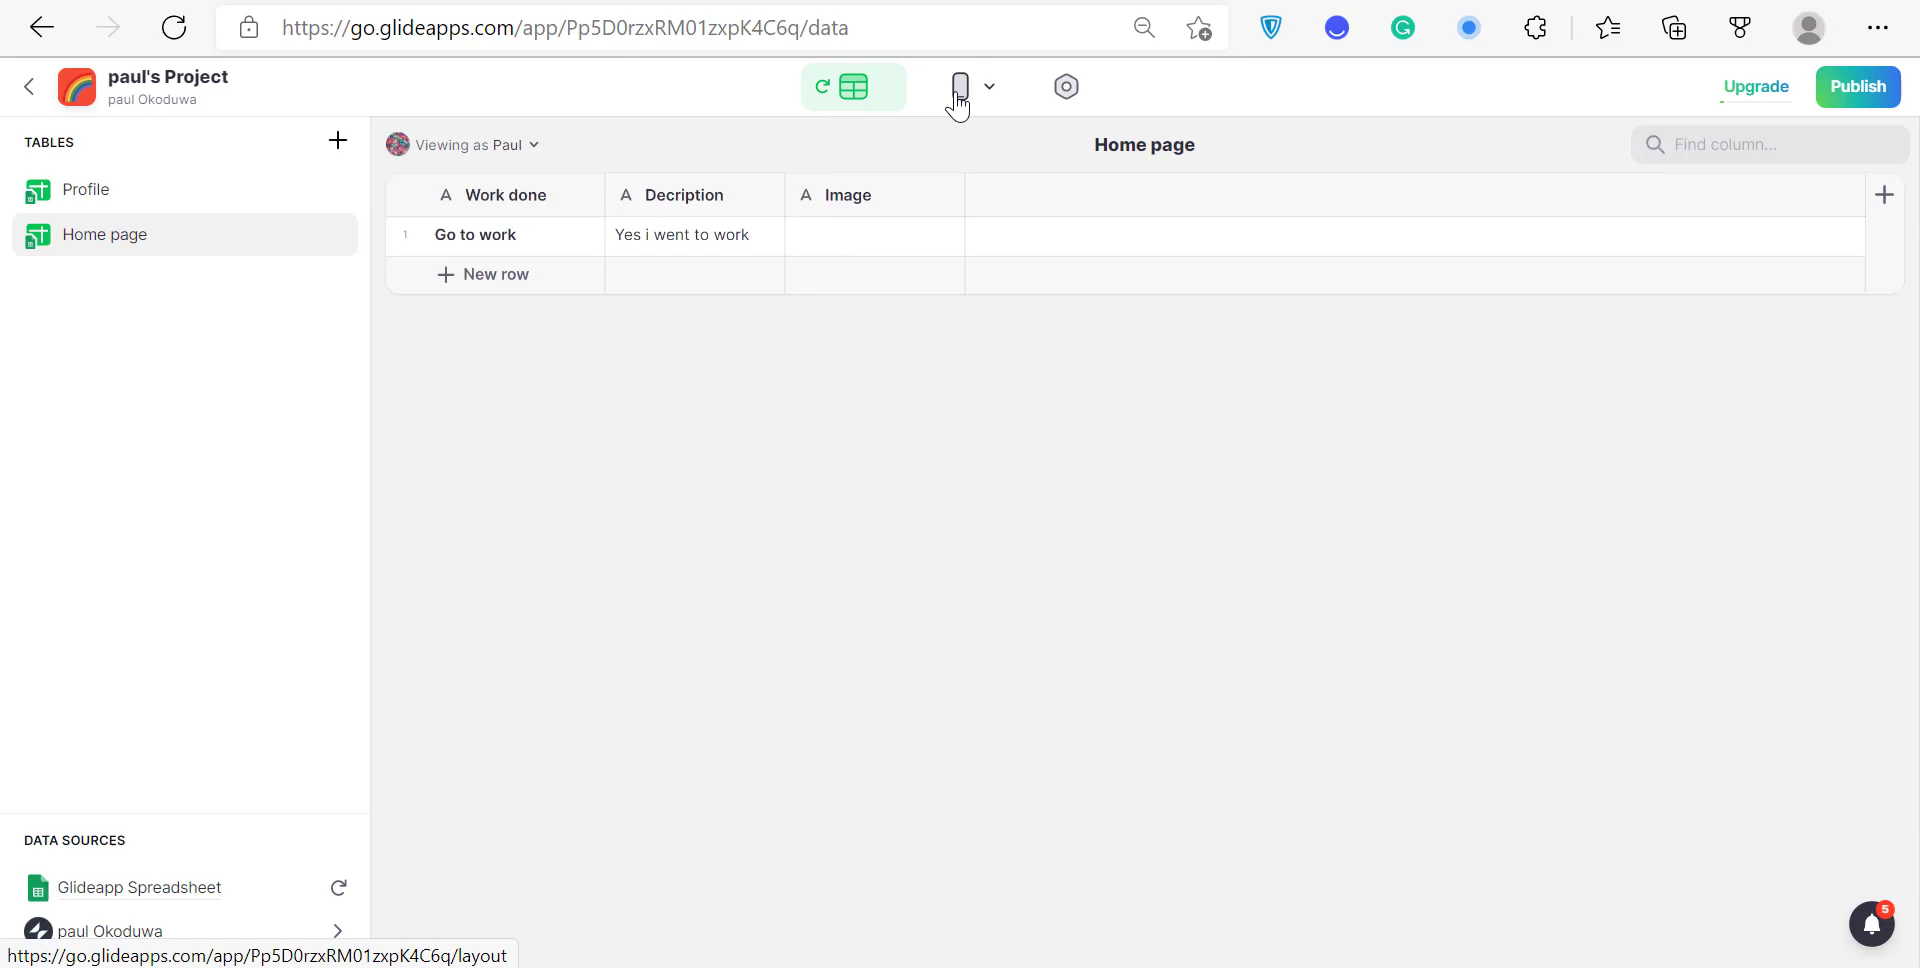 https://go.glideapps.com/app/Pp5D0rzxRM01zxpK4C6q/data
paul's Project
paul Okoduwa
Upgrade
Publish
TABLES
Profile
Home page
Viewing as Paul
Home page
Find column...
A Work done
A Decription
A Image
1 Go to work
Yes i went to work
New row
DATA SOURCES
Glideapp Spreadsheet
paul Okoduwa
5
https://go.glideapps.com/app/Pp5D0rzxRM01zxpK4C6q/layout